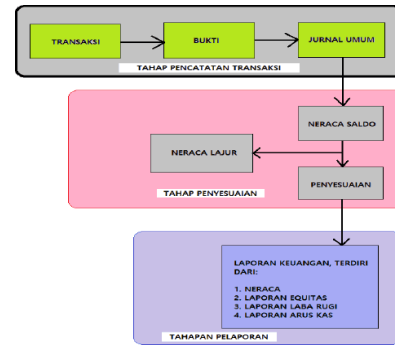 TRANSAKSI
BUKTI
JURNAL UMUM
TAHAP PENCATATAN TRANSAKSI
NERACA SALDO
NERACA LAJUR
PENYESUAIAN
TAHAP PENYESUAIAN
LAPORAN KEUANGAN, TERDIRI
DARI:
1. NERACA
2. LAPORAN EQUITAS
3. LAPORAN LABA RUGI
4. LAPORAN ARUS KAS
TAHAPAN PELAPORAN